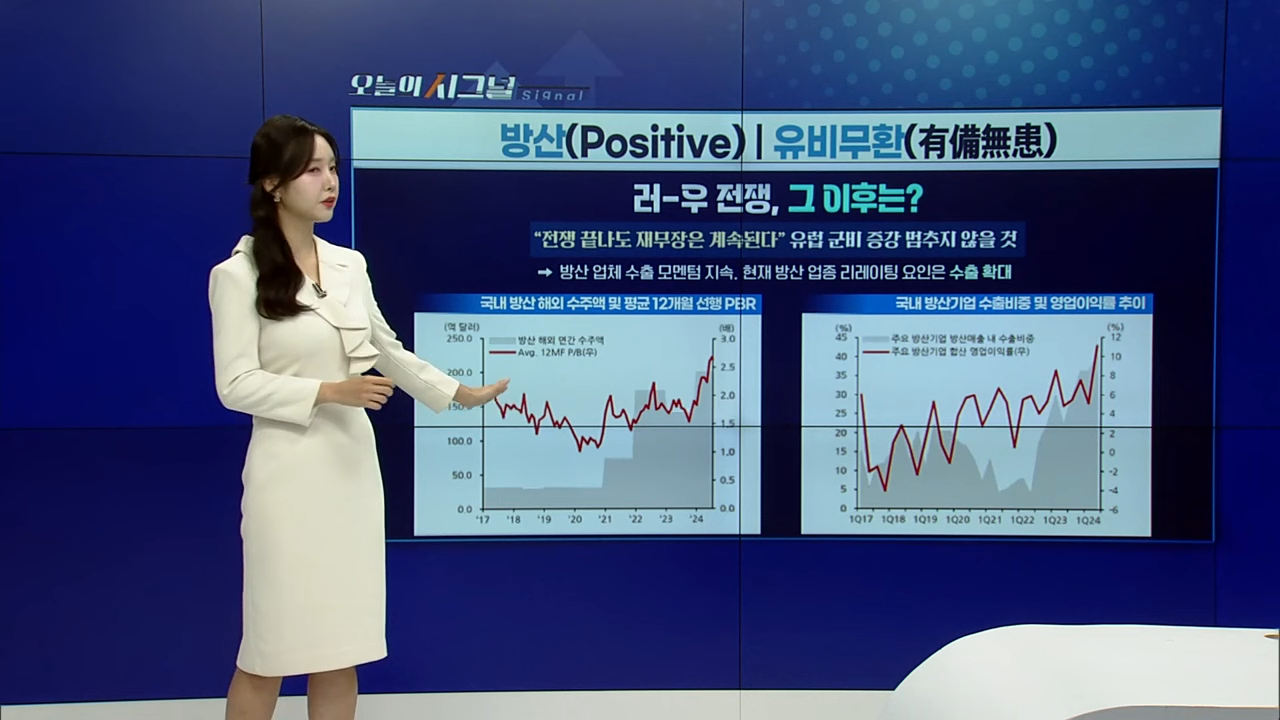 오늘의 시그널 Signal
방산(Positive) | 유비무환(有備無患)
러-우 전쟁, 그 이후는?
“전쟁 끝나도 재무장은 계속된다” 유럽 군비 증강 멈추지 않을 것
➡ 방산 업체 수출 모멘텀 지속. 현재 방산 업종 리레이팅 요인은 수출 확대
국내 방산 해외 수주액 및 평균 12개월 선행 PBR
(억 달러)
(배)
방산 해외 연간 수주액
Avg. 12MF P/B(우)
250.0
200.0
150.0
100.0
50.0
0.0
3.0
2.5
2.0
1.5
1.0
0.5
0.0
'17 '18 '19 '20 '21 '22 '23 '24
국내 방산기업 수출비중 및 영업이익률 추이
(%)
(%)
주요 방산기업 방산매출 내 수출비중
주요 방산기업 합산 영업이익률(우)
45
40
35
30
25
20
15
10
5
0
12
10
8
6
4
2
0
-2
-4
-6
1Q17 1Q18 1Q19 1Q20 1Q21 1Q22 1Q23 1Q24